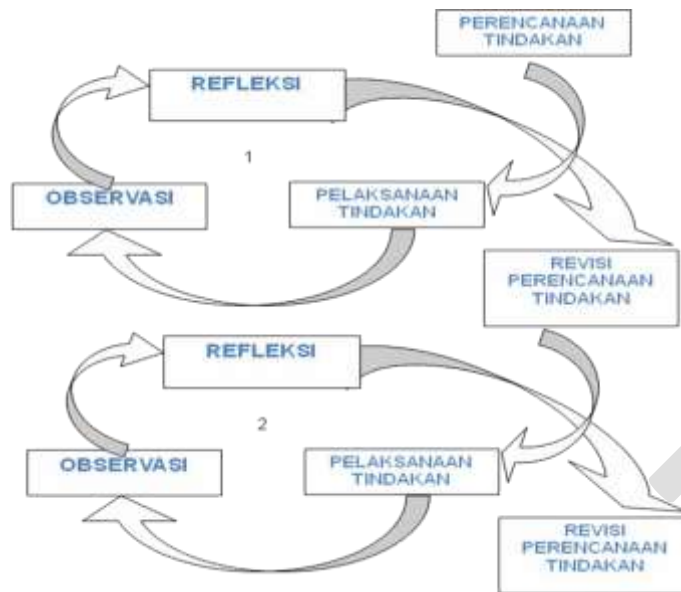 PERENCANAAN
TINDAKAN
REFLEKSI
1
OBSERVASI
PELAKSANAAN
TINDAKAN
REVISI
PERENCANAAN
TINDAKAN
REFLEKSI
2
OBSERVASI
PELAKSANAAN
TINDAKAN
REVISI
PERENCANAAN
TINDAKAN